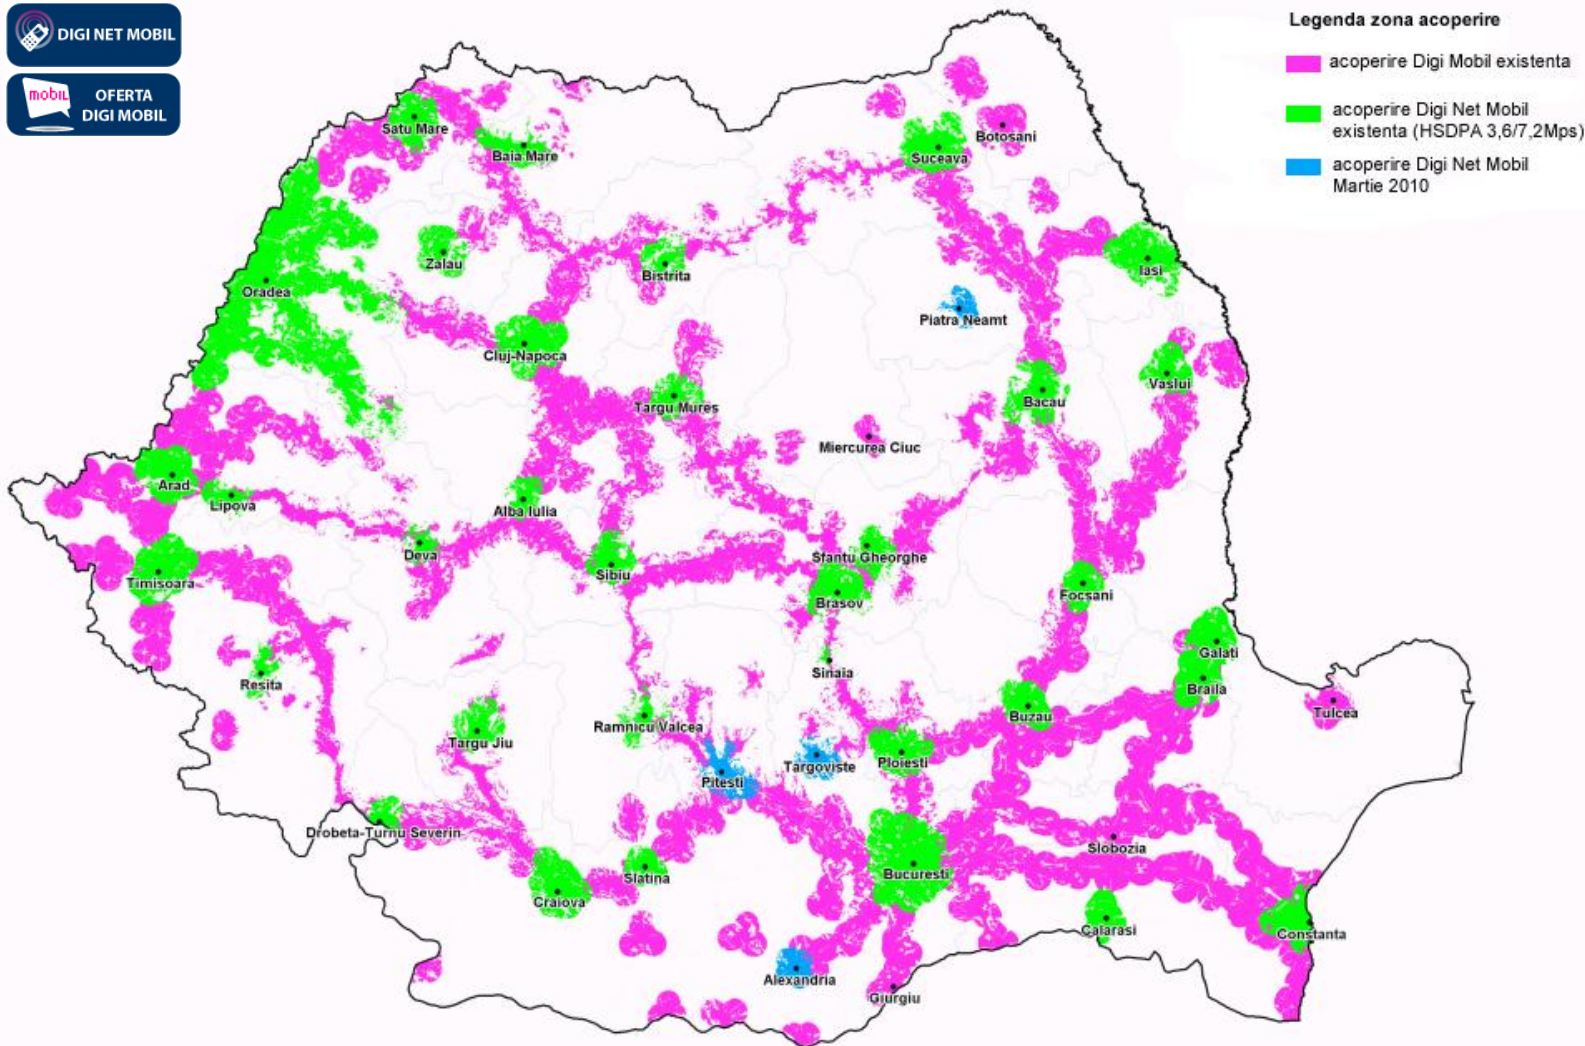 DIGI NET MOBIL
mobil
OFERTA
DIGI MOBIL
Legenda zona acoperire
acoperire Digi Mobil existenta
acoperire Digi Net Mobil
existenta (HSDPA 3,6/7,2Mps)
acoperire Digi Net Mobil
Martie 2010
Satu Mare
Baia Mare
Botosani
Suceava
Zalau
Bistrita
Iasi
Oradea
Piatra Neamt
Cluj-Napoca
Targu Mures
Bacau
Vaslui
Miercurea Ciuc
Arad
Lipova
Alba Iulia
Deva
Sfantu Gheorghe
Timisoara
Sibiu
Brasov
Focsani
Galati
Sinaia
Resita
Braila
Tulcea
Buzau
Ramnicu Valcea
Targu Jiu
Targoviste
Ploiesti
Pitesti
Drobeta-Turnu Severin
Slobozia
Bucuresti
Slatina
Craiova
Calarasi
Constanta
Alexandria
Giurgiu